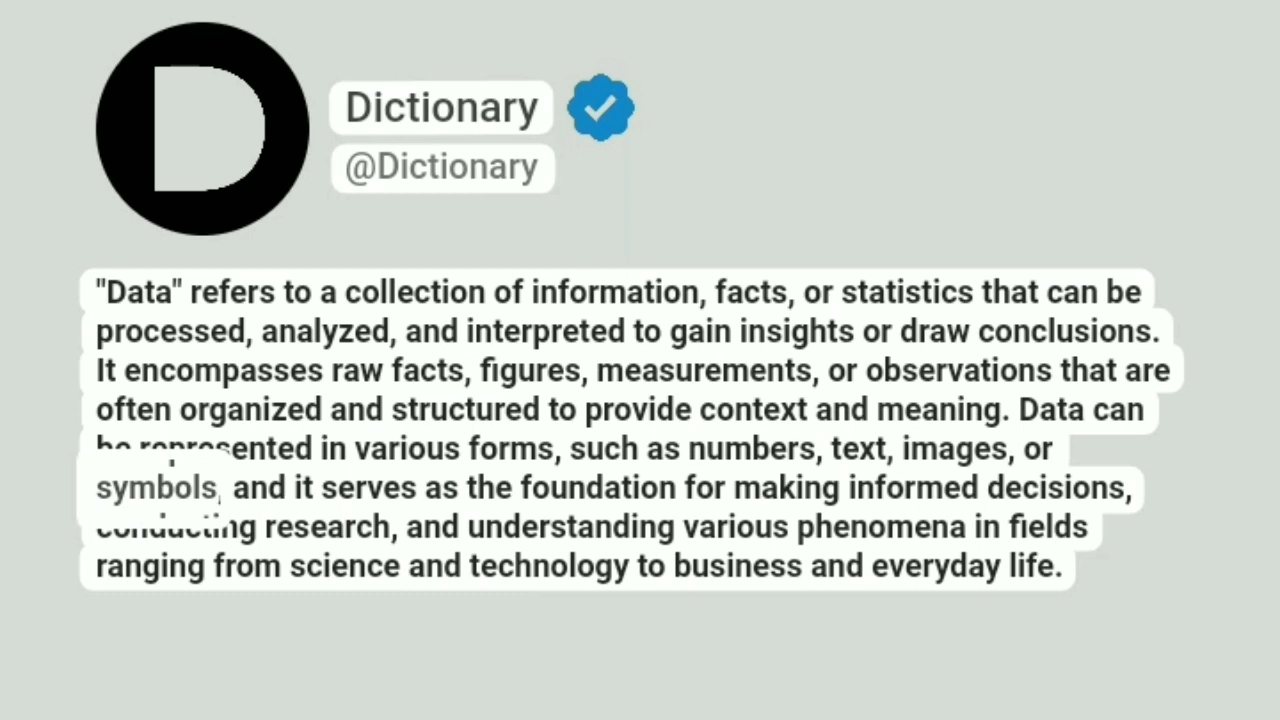 D
Dictionary
@Dictionary
"Data" refers to a collection of information, facts, or statistics that can be
processed, analyzed, and interpreted to gain insights or draw conclusions.
It encompasses raw facts, figures, measurements, or observations that are
often organized and structured to provide context and meaning. Data can
be represented in various forms, such as numbers, text, images, or
symbols, and it serves as the foundation for making informed decisions,
conducting research, and understanding various phenomena in fields
ranging from science and technology to business and everyday life.